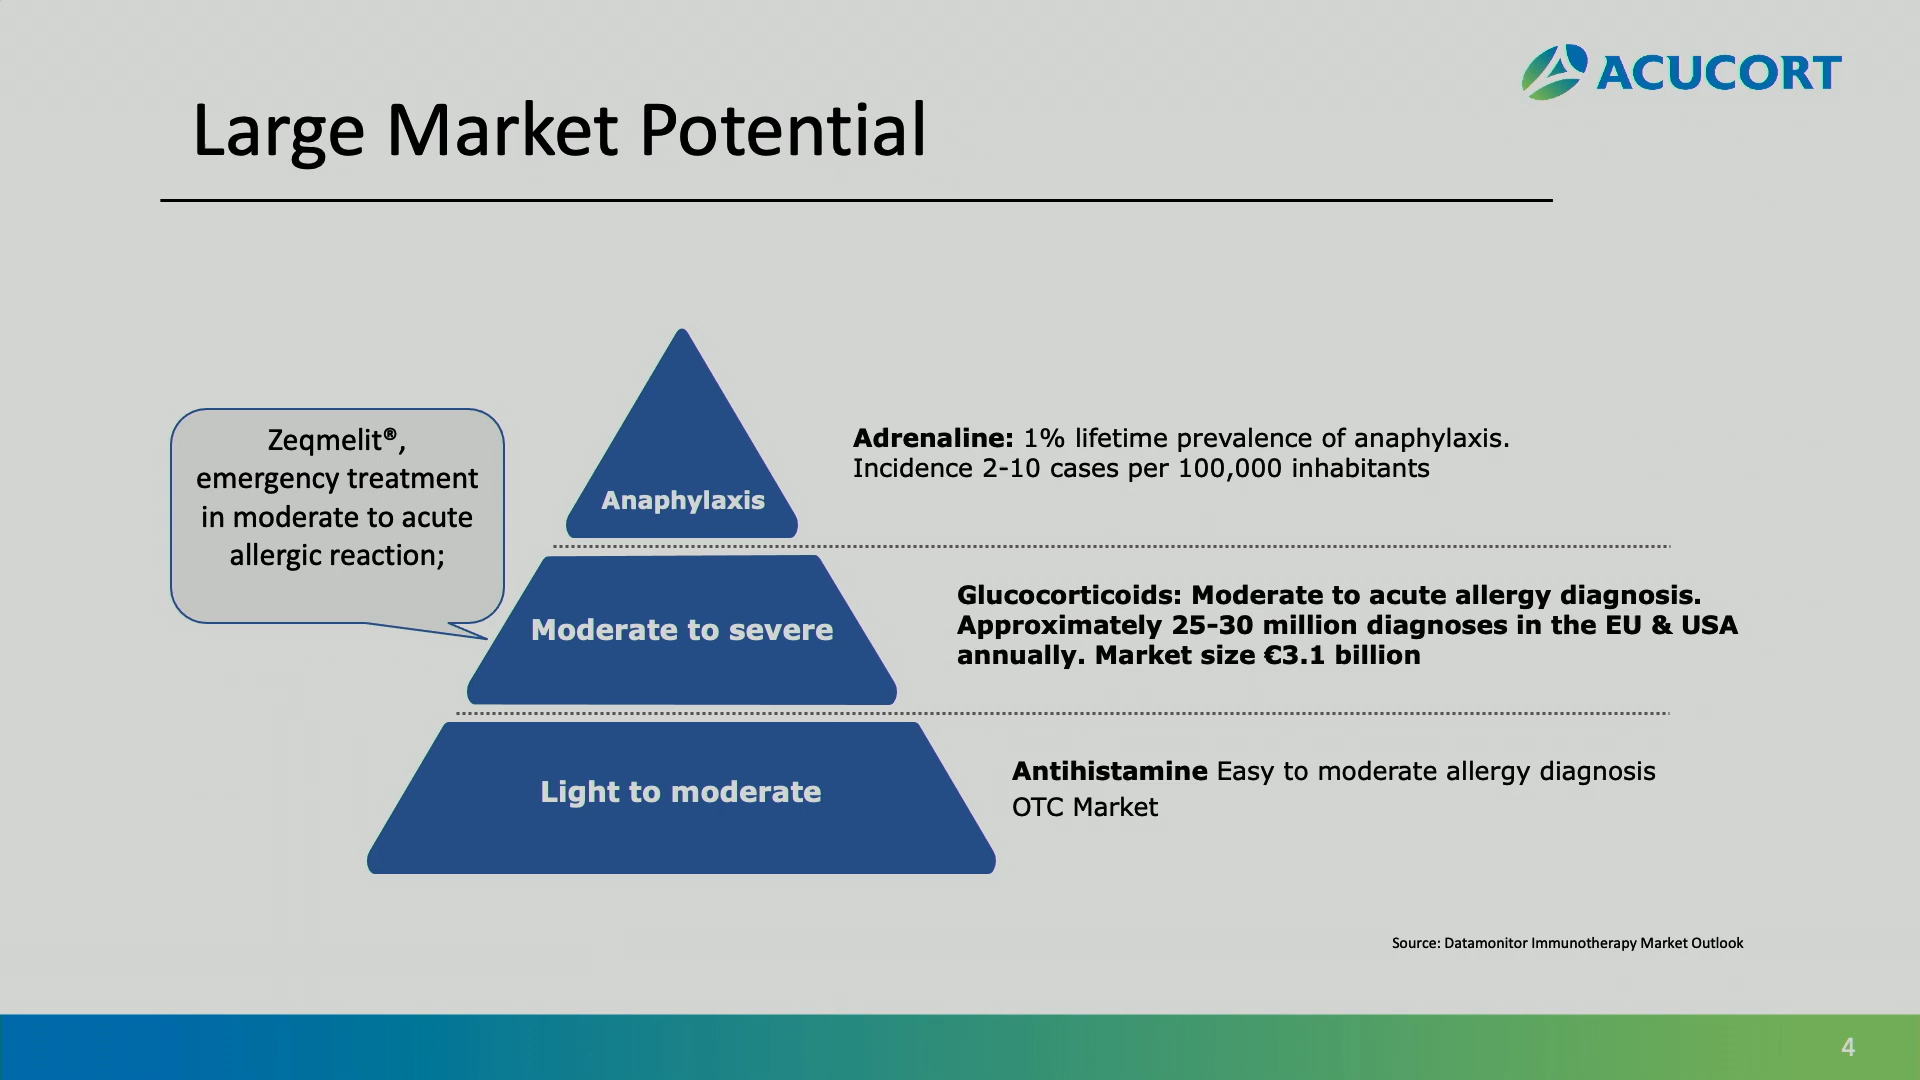 ACUCORT
Large Market Potential
Zeqmelit®,
emergency treatment
in moderate to acute
allergic reaction;
Anaphylaxis
Adrenaline: 1% lifetime prevalence of anaphylaxis.
Incidence 2-10 cases per 100,000 inhabitants
Moderate to severe
Glucocorticoids: Moderate to acute allergy diagnosis.
Approximately 25-30 million diagnoses in the EU & USA
annually. Market size €3.1 billion
Light to moderate
Antihistamine Easy to moderate allergy diagnosis
OTC Market
Source: Datamonitor Immunotherapy Market Outlook
4